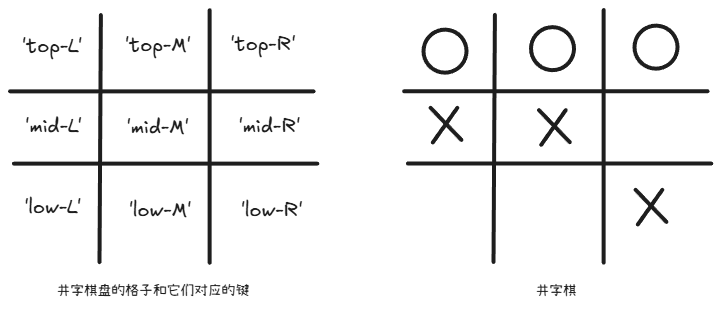 'top-L' 'top-M' 'top-R'
'mid-L' 'mid-M' 'mid-R'
'low-L' 'low-M' 'low-R'
井字棋盘的格子和它们对应的键
井字棋